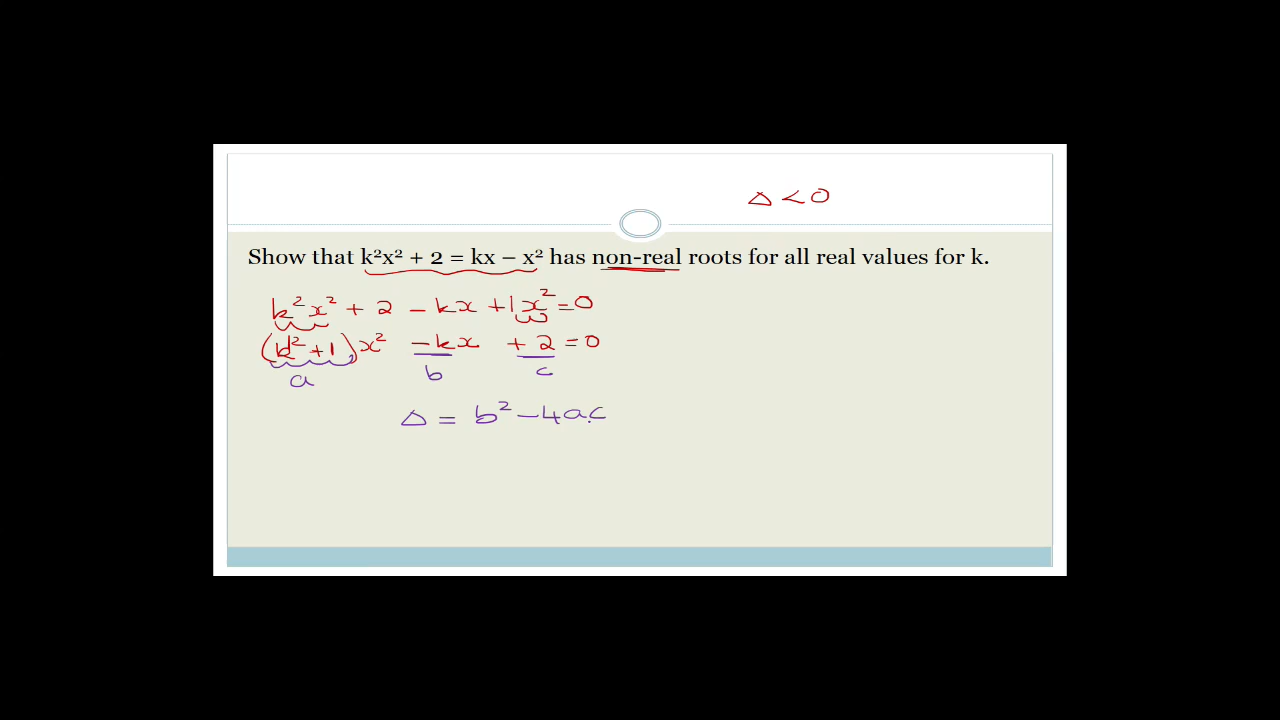 Δ < 0
Show that k²x² + 2 = kx – x² has non-real roots for all real values for k.
k²x² + 2 – kx + 1x² = 0
(k² + 1)x² – kx + 2 = 0
a b c
Δ = b² – 4ac